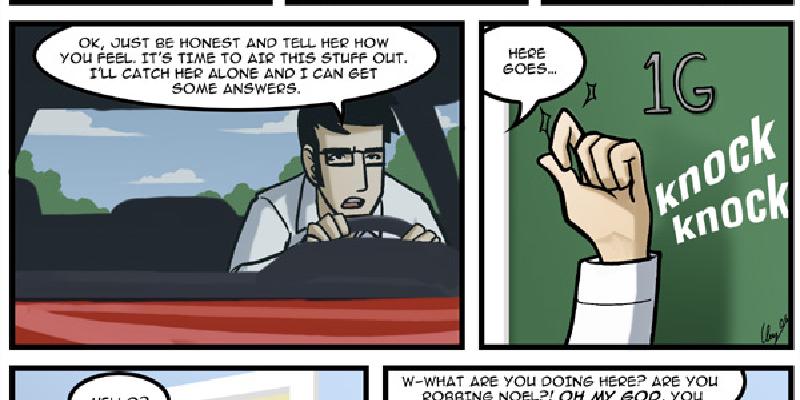 OK, JUST BE HONEST AND TELL HER HOW
YOU FEEL. IT'S TIME TO AIR THIS STUFF OUT.
I'LL CATCH HER ALONE AND I CAN GET
SOME ANSWERS.
HERE
GOES...
1G
knock
knock
HELLO?
W-WHAT ARE YOU DOING HERE? ARE YOU
ROBBING NOEL?! OH MY GOD, YOU